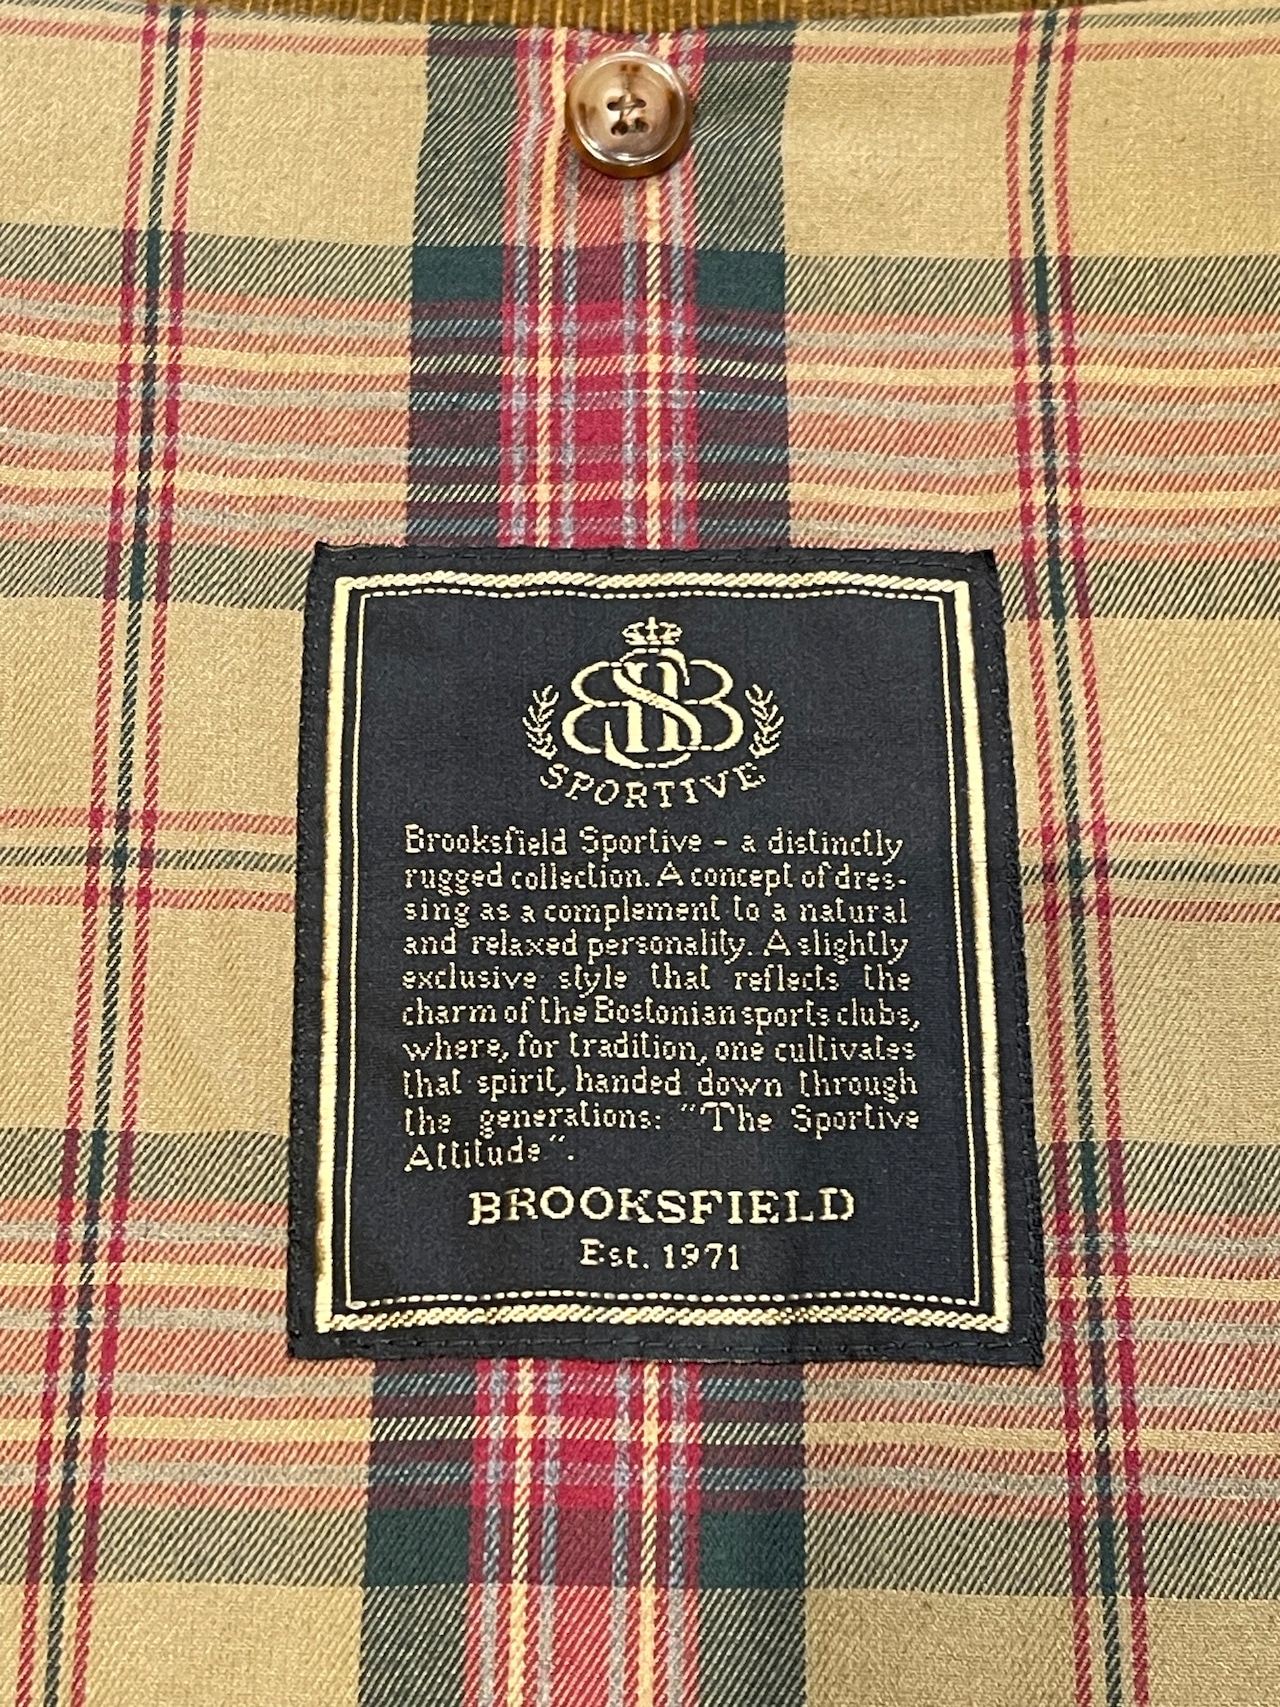 BSB
SPORTIVE
Brooksfield Sportive - a distinctly
rugged collection. A concept of dres-
sing as a complement to a natural
and relaxed personality. A slightly
exclusive style that reflects the
charm of the Bostonian sports clubs,
where, for tradition, one cultivates
that spirit, handed down through
the generations: "The Sportive
Attitude".
BROOKSFIELD
Est. 1971